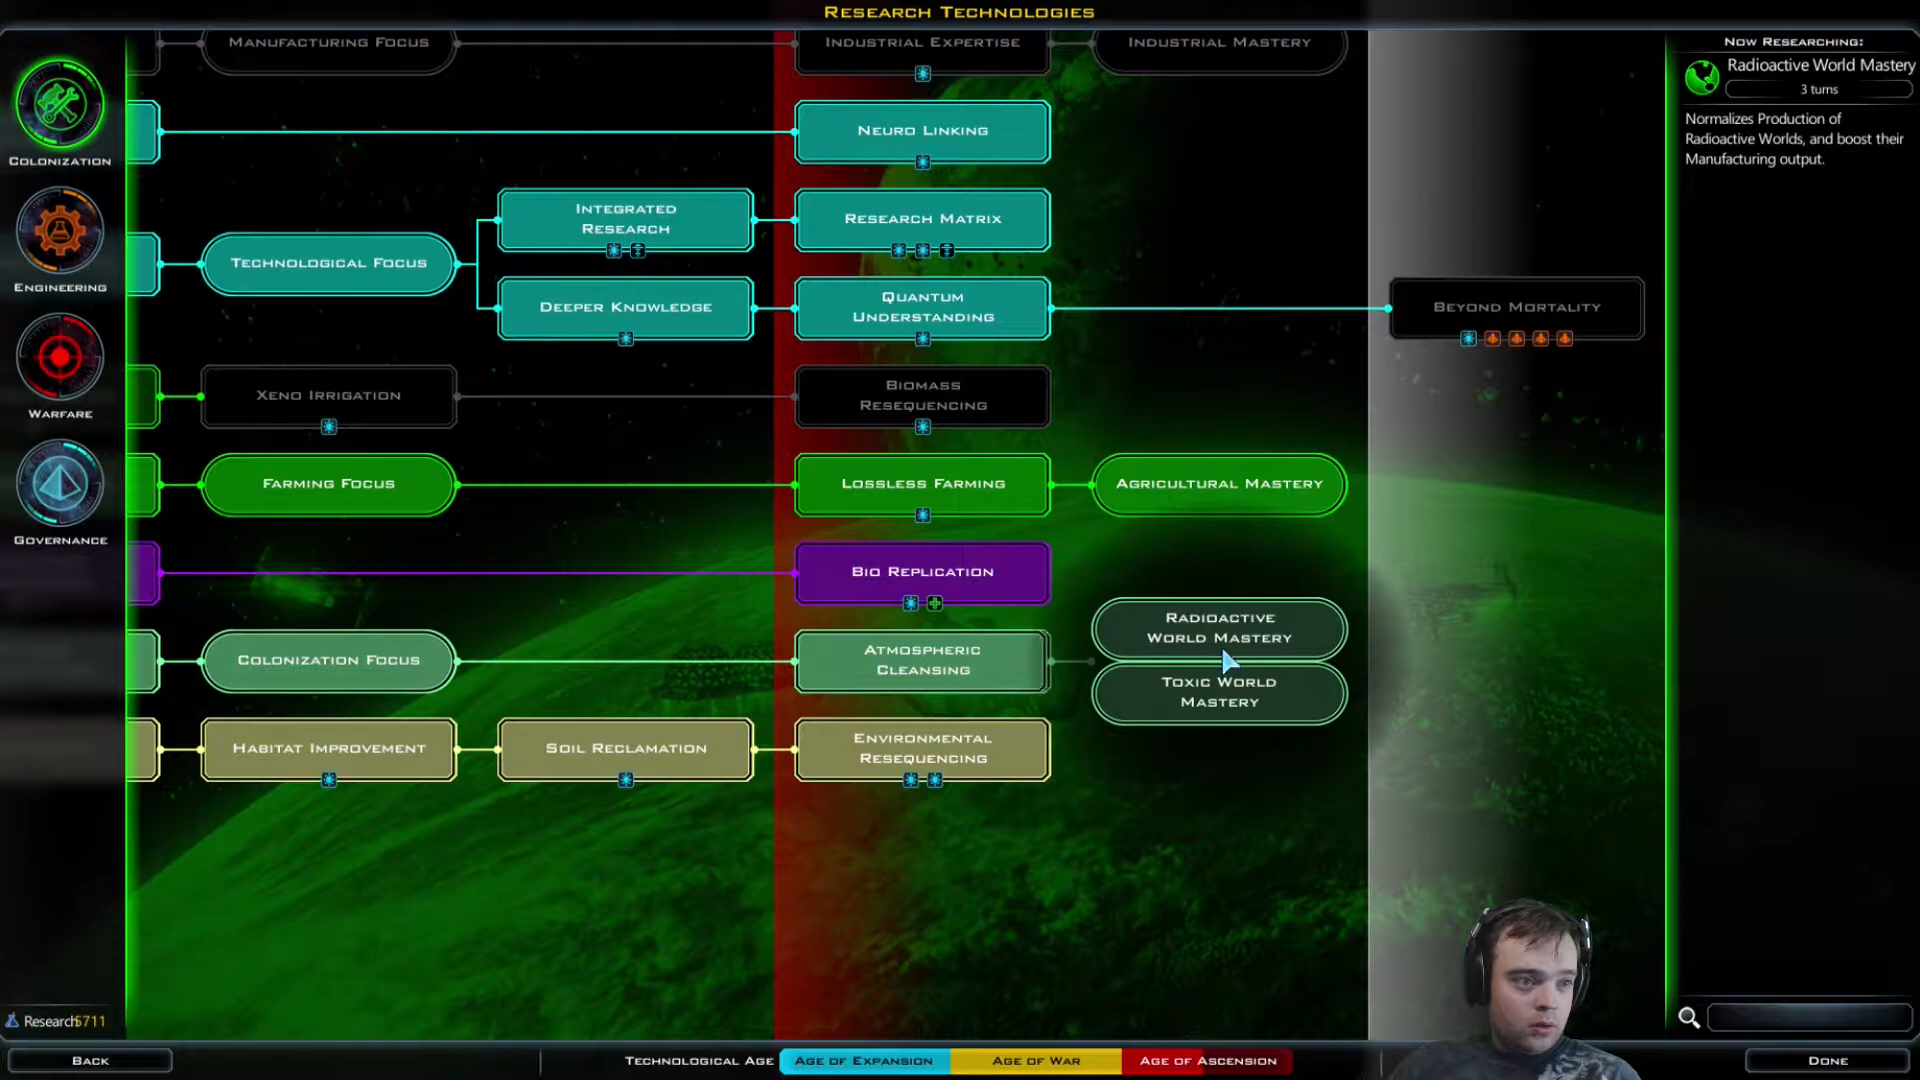 Research Technologies
Manufacturing Focus
Industrial Expertise
Industrial Mastery
Neuro Linking
Integrated
Research
Research Matrix
Technological Focus
Deeper Knowledge
Quantum
Understanding
Beyond Mortality
Xeno Irrigation
Biomass
Resequencing
Farming Focus
Lossless Farming
Agricultural Mastery
Bio Replication
Radioactive
World Mastery
Colonization Focus
Atmospheric
Cleansing
Toxic World
Mastery
Habitat Improvement
Soil Reclamation
Environmental
Resequencing
Colonization
Engineering
Warfare
Governance
Now Researching:
Radioactive World Mastery
3 turns
Normalizes Production of
Radioactive Worlds, and boost their
Manufacturing output.
Research 5711
Back
Technological Age
Age of Expansion
Age of War
Age of Ascension
Done